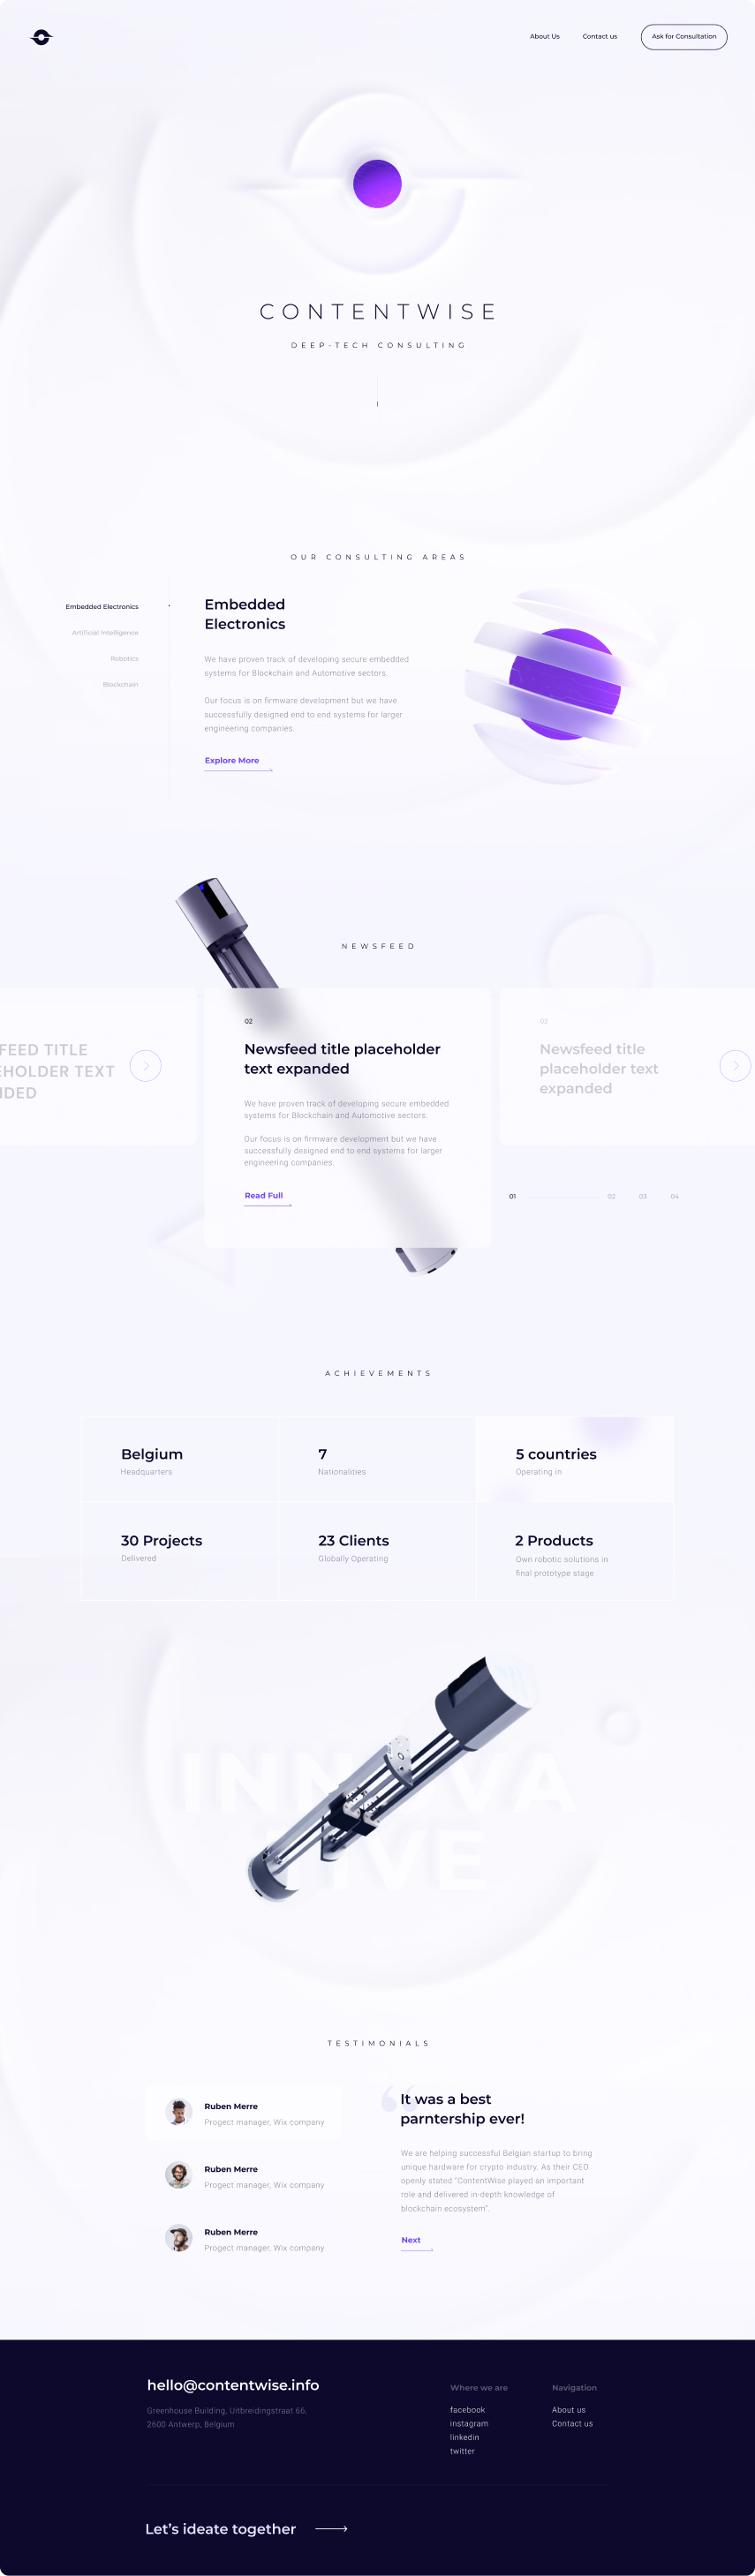 About Us
Contact us
Ask for Consultation
CONTENTWISE
DEEP-TECH CONSULTING
OUR CONSULTING AREAS
Embedded Electronics
Artificial Intelligence
Robotics
Blockchain
Embedded
Electronics
We have proven track of developing secure embedded
systems for Blockchain and Automotive sectors.
Our focus is on firmware development but we have
successfully designed end to end systems for larger
engineering companies.
Explore More
NEWSFEED
FEED TITLE
EHOLDER TEXT
NDED
02
Newsfeed title placeholder
text expanded
We have proven track of developing secure embedded
systems for Blockchain and Automotive sectors.
Our focus is on firmware development but we have
successfully designed end to end systems for larger
engineering companies.
Read Full
03
Newsfeed title
placeholder text
expanded
01
02
03
04
ACHIEVEMENTS
Belgium
Headquarters
7
Nationalities
5 countries
Operating in
30 Projects
Delivered
23 Clients
Globally Operating
2 Products
Own robotic solutions in
final prototype stage
INNOVA
TIVE
TESTIMONIALS
Ruben Merre
Progect manager, Wix company
Ruben Merre
Progect manager, Wix company
Ruben Merre
Progect manager, Wix company
“
It was a best
parntership ever!
We are helping successful Belgian startup to bring
unique hardware for crypto industry. As their CEO
openly stated “ContentWise played an important
role and delivered in-depth knowledge of
blockchain ecosystem”.
Next
hello@contentwise.info
Greenhouse Building, Uitbreidingstraat 66,
2600 Antwerp, Belgium
Where we are
facebook
instagram
linkedin
twitter
Navigation
About us
Contact us
Let’s ideate together